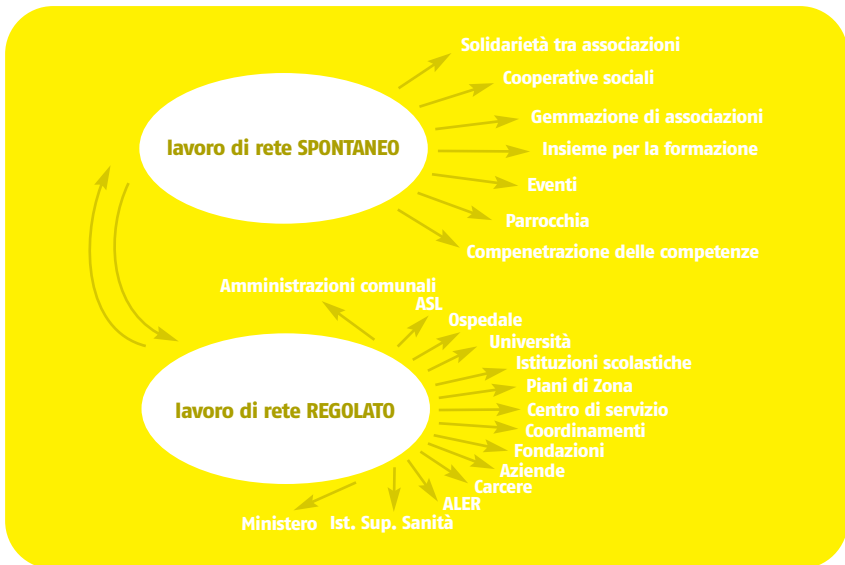 Solidarietà tra associazioni
Cooperative sociali
Gemmazione di associazioni
lavoro di rete SPONTANEO
Insieme per la formazione
Eventi
Parrocchia
Compenetrazione delle competenze
Amministrazioni comunali
ASL
Ospedale
Università
Istituzioni scolastiche
Piani di Zona
lavoro di rete REGOLATO
Centro di servizio
Coordinamenti
Fondazioni
Aziende
Carcere
ALER
Ministero
Ist. Sup. Sanità